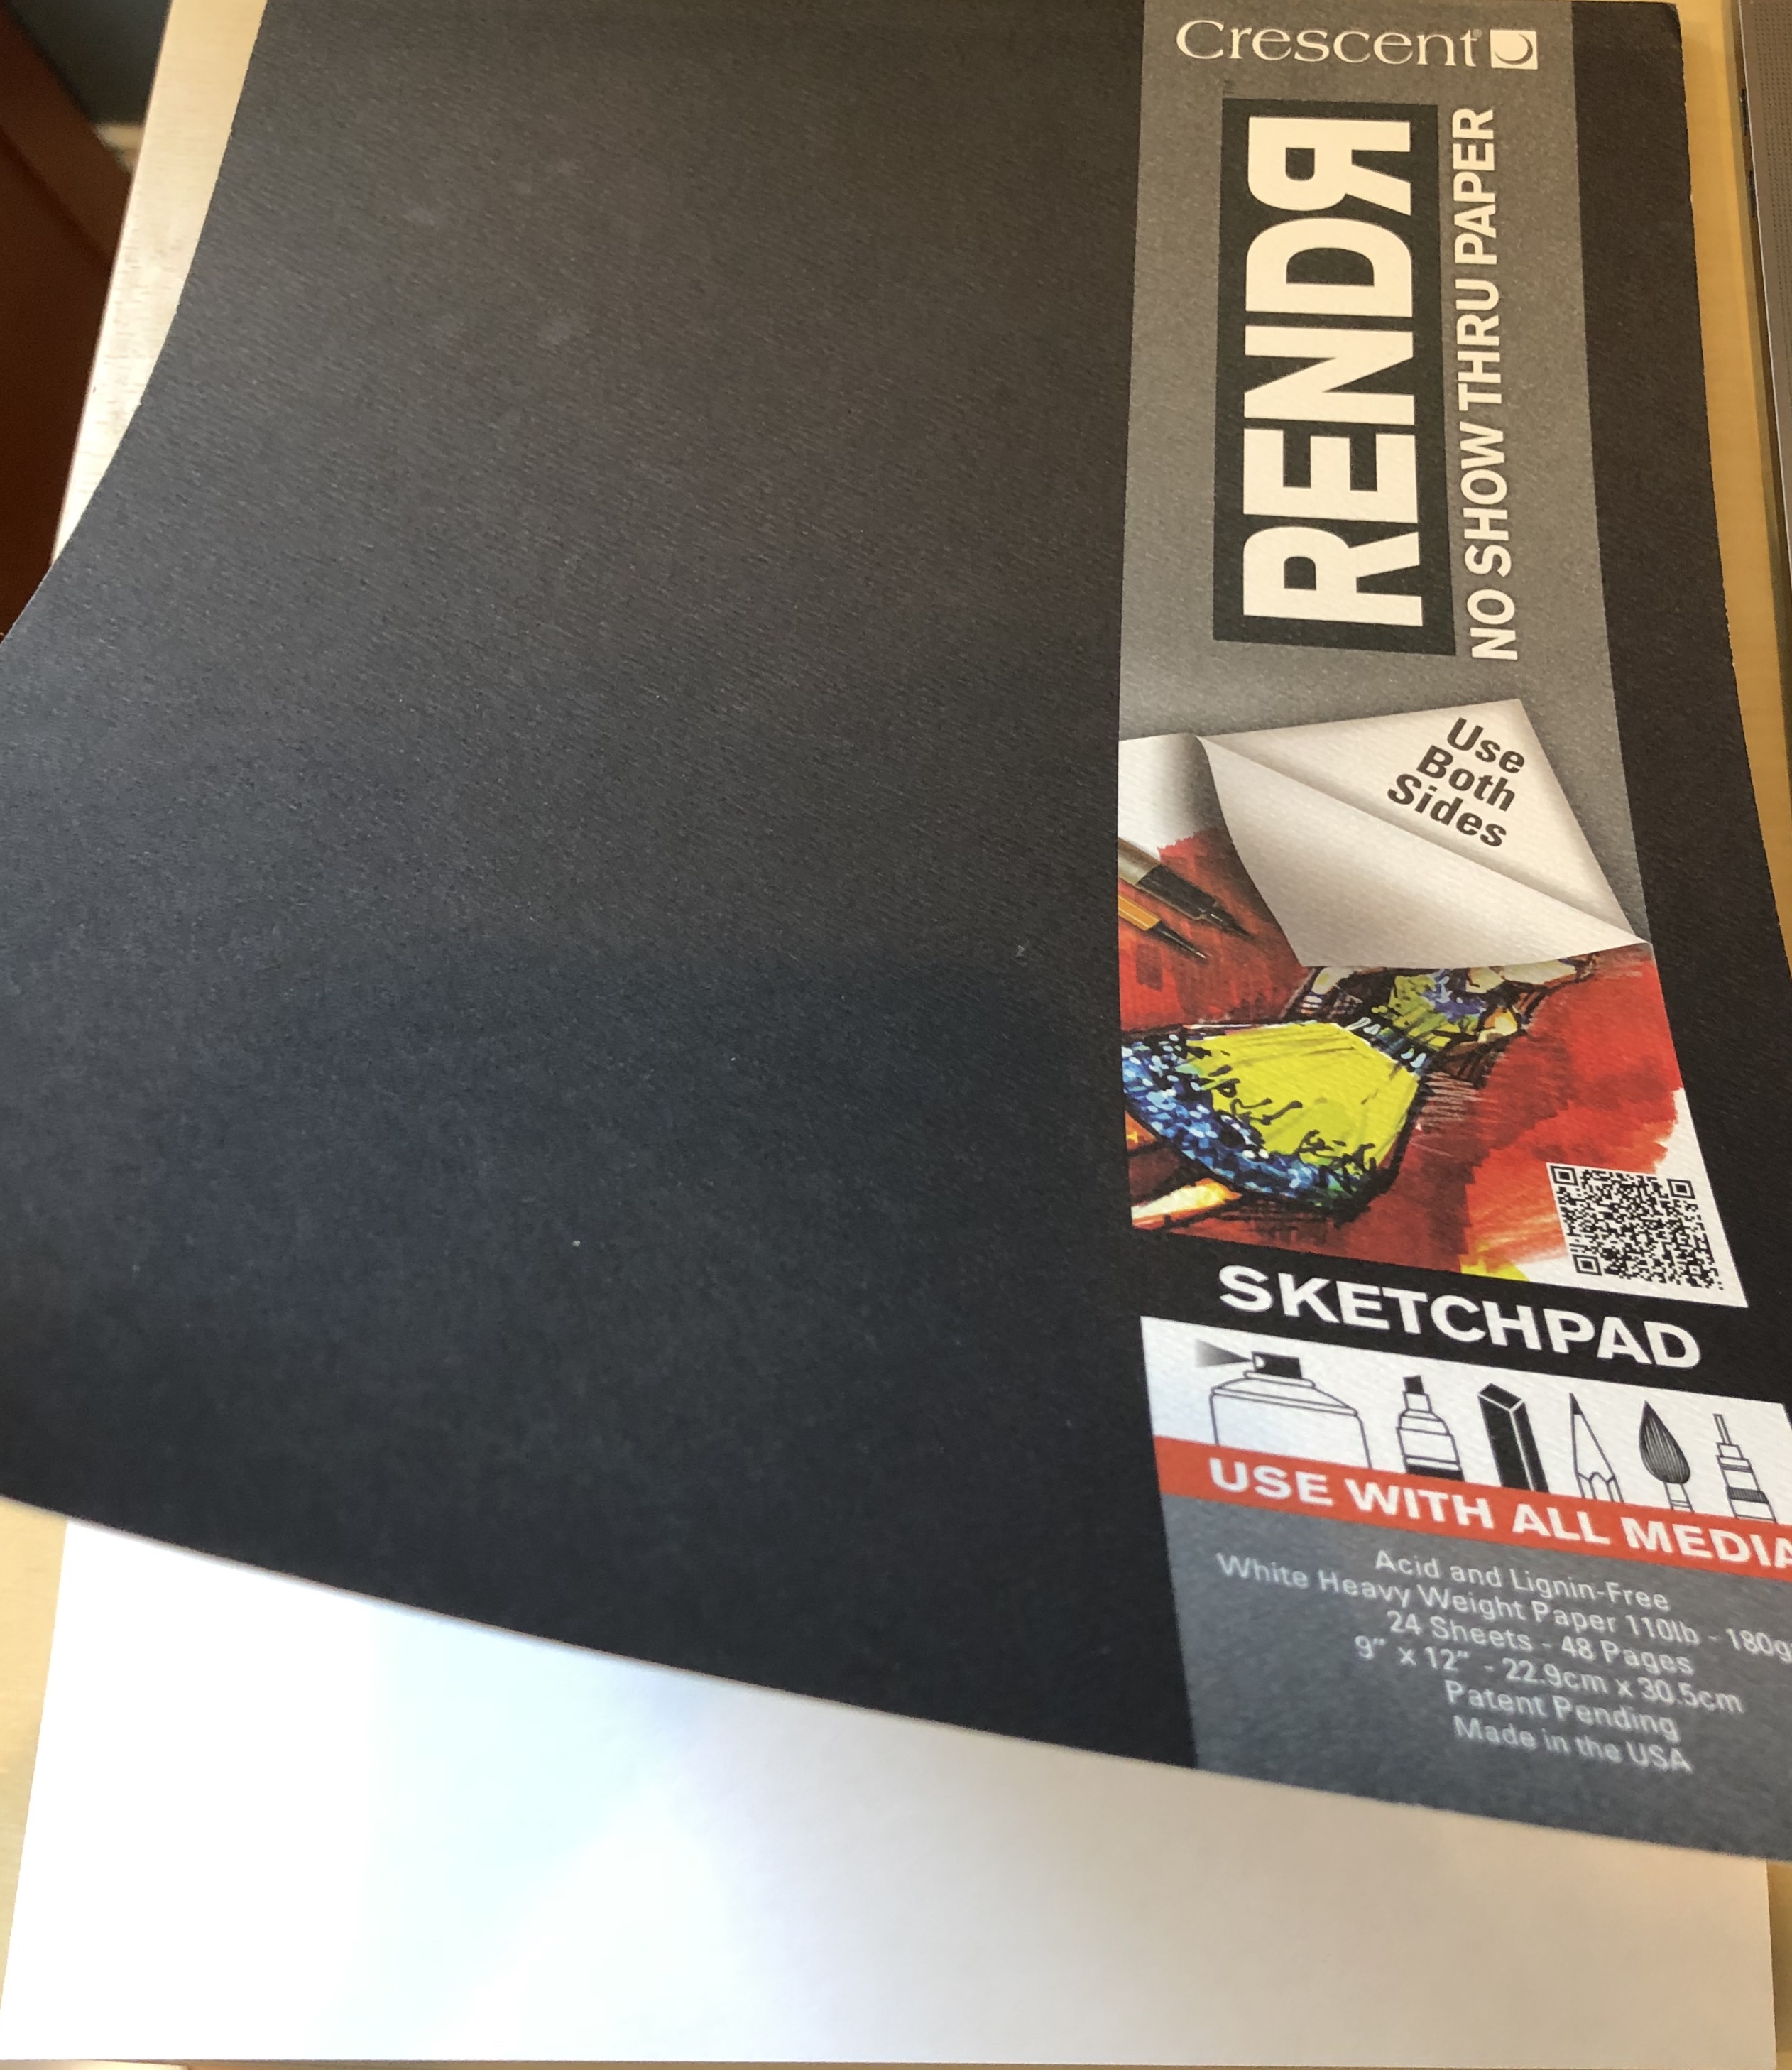 Crescent
RENDR
NO SHOW THRU PAPER
Use
Both
Sides
SKETCHPAD
USE WITH ALL MEDIA
Acid and Lignin-Free
White Heavy Weight Paper 110lb - 180g
24 Sheets - 48 Pages
9" x 12" - 22.9cm x 30.5cm
Patent Pending
Made in the USA